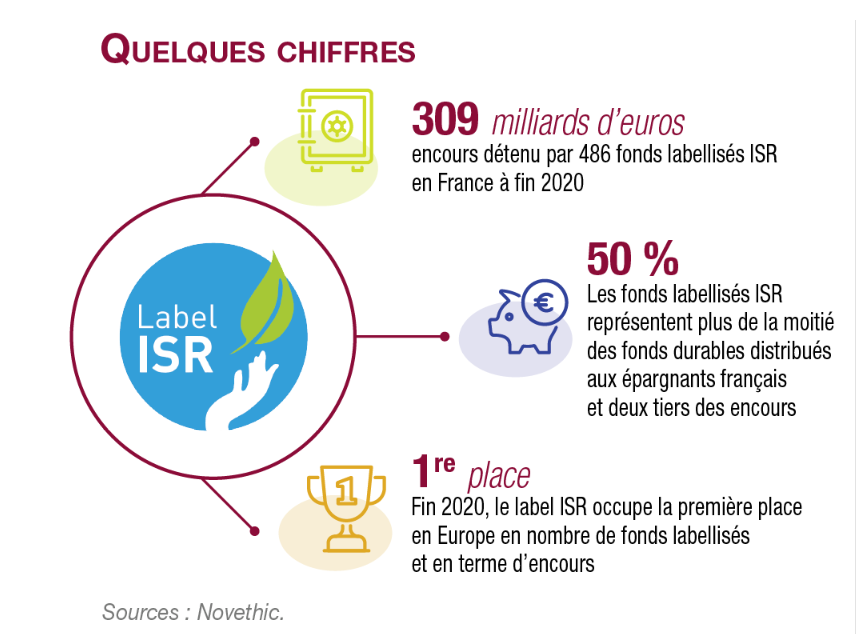 QUELQUES CHIFFRES
309 milliards d’euros
encours détenu par 486 fonds labellisés ISR
en France à fin 2020
50 %
Les fonds labellisés ISR
représentent plus de la moitié
des fonds durables distribués
aux épargnants français
et deux tiers des encours
Label
ISR
1re place
Fin 2020, le label ISR occupe la première place
en Europe en nombre de fonds labellisés
et en terme d’encours
Sources : Novethic.